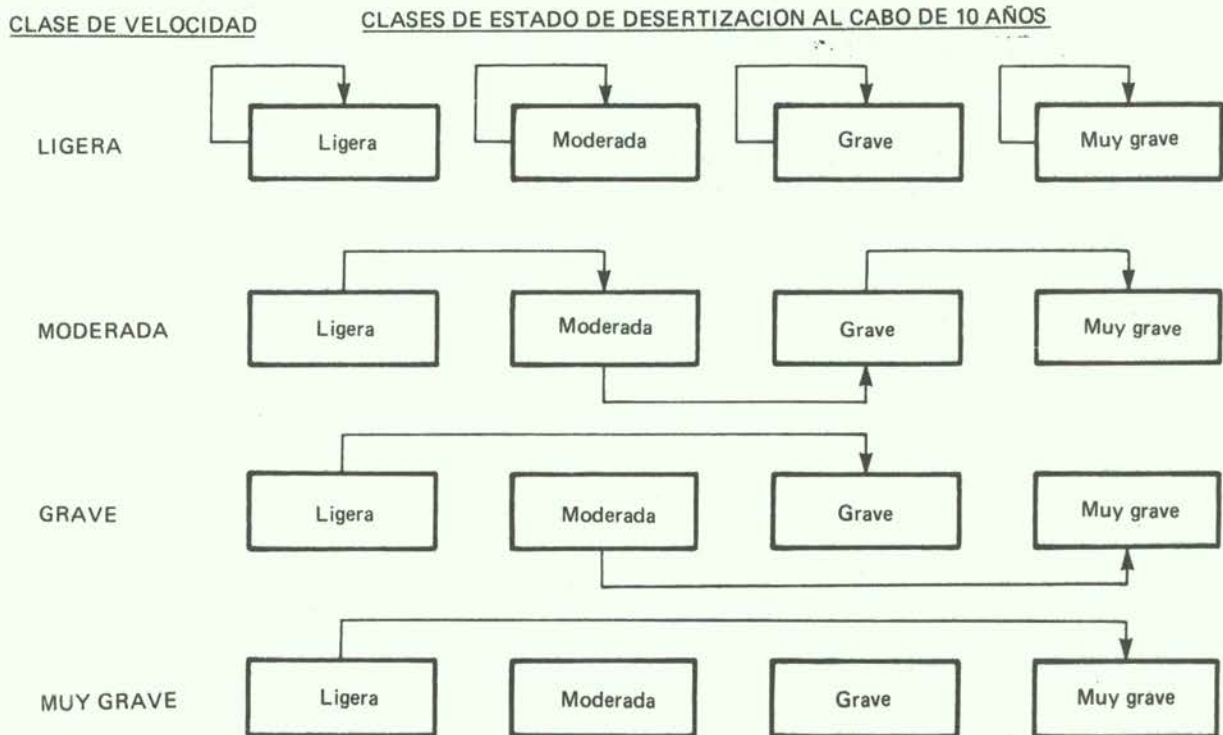 CLASE DE VELOCIDAD CLASES DE ESTADO DE DESERTIZACION AL CABO DE 10 AÑOS
LIGERA Ligera Moderada Grave Muy grave
MODERADA Ligera Moderada Grave Muy grave
GRAVE Ligera Moderada Grave Muy grave
MUY GRAVE Ligera Moderada Grave Muy grave